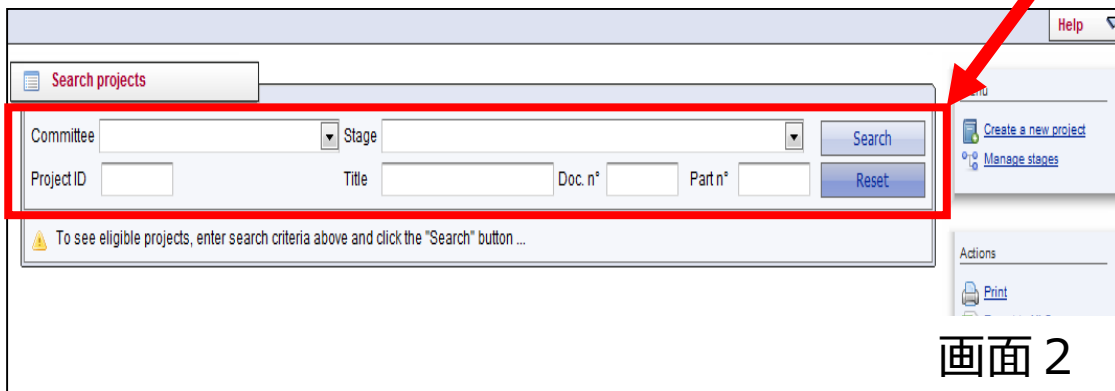 Help
Search projects
Menu
Committee Stage Search
Create a new project
Project ID Title Doc. n° Part n° Reset
Manage stages
To see eligible projects, enter search criteria above and click the "Search" button ...
Actions
Print
画面２